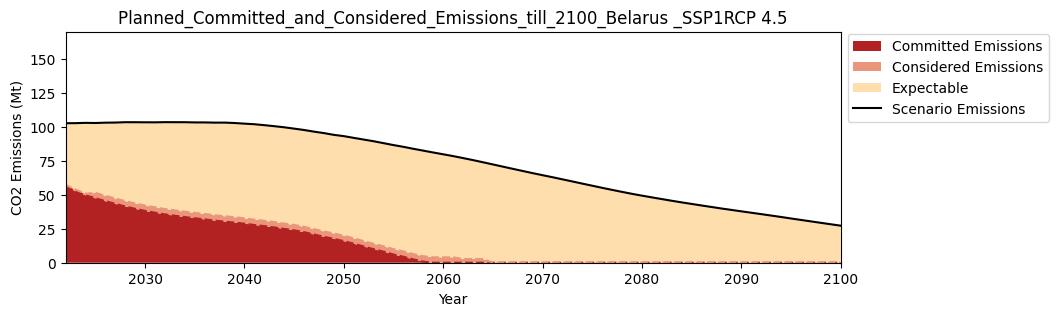 Planned_Committed_and_Considered_Emissions_till_2100_Belarus _SSP1RCP 4.5
CO2 Emissions (Mt)
150
125
100
75
50
25
0
2030 2040 2050 2060 2070 2080 2090 2100
Year
Committed Emissions
Considered Emissions
Expectable
Scenario Emissions